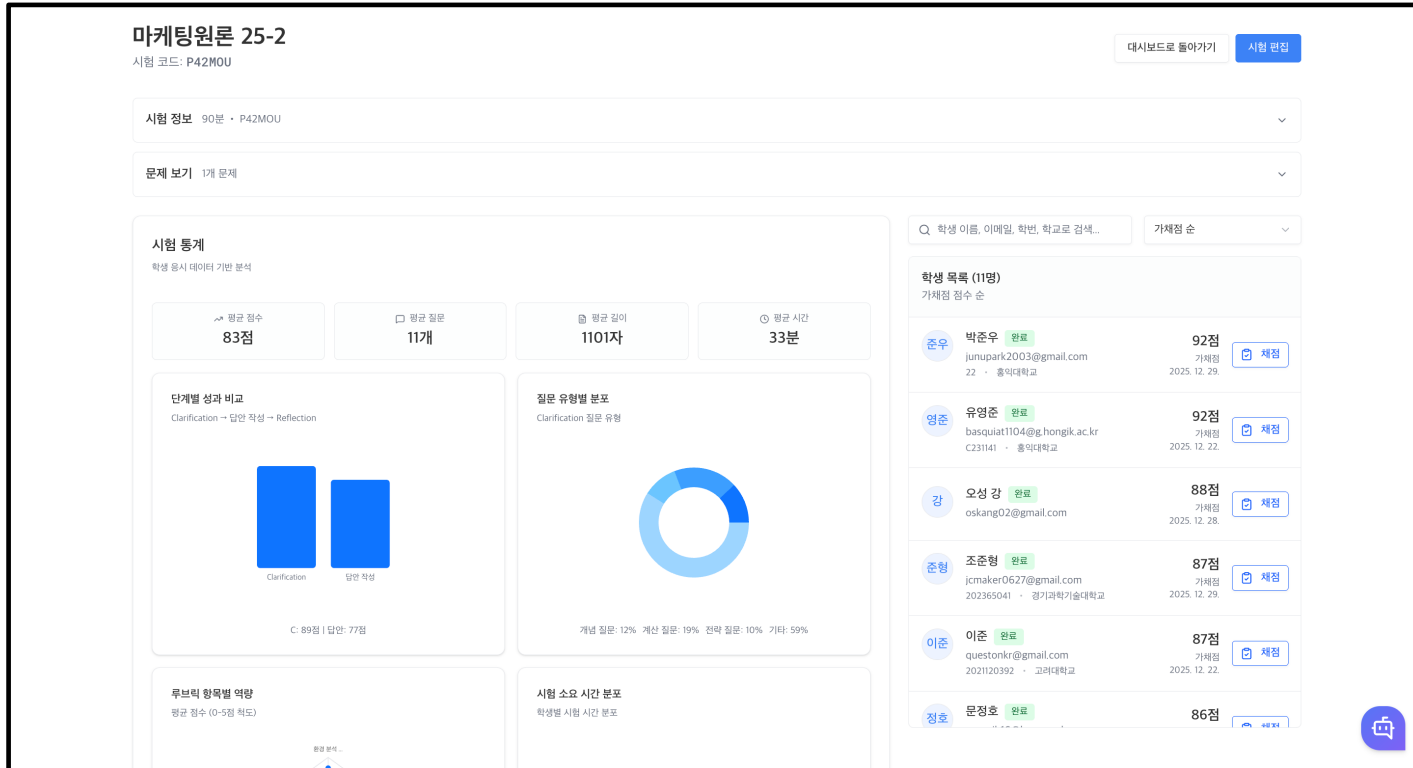 마케팅원론 25-2
시험 코드: P42MOU
대시보드로 돌아가기
시험 편집
시험 정보 90분 • P42MOU
문제 보기 1개 문제
시험 통계
학생 응시 데이터 기반 분석
평균 점수
83점
평균 질문
11개
평균 길이
1101자
평균 시간
33분
단계별 성과 비교
Clarification → 답안 작성 → Reflection
Clarification
답안 작성
C: 89점 | 답안: 77점
질문 유형별 분포
Clarification 질문 유형
개념 질문: 12% 계산 질문: 19% 전략 질문: 10% 기타: 59%
루브릭 항목별 역량
평균 점수 (0-5점 척도)
환경 분석 ..
시험 소요 시간 분포
학생별 시험 시간 분포
학생 이름, 이메일, 학번, 학교로 검색...
가채점 순
학생 목록 (11명)
가채점 점수 순
준우
박준우 완료
junupark2003@gmail.com
22 · 홍익대학교
92점
가채점
2025. 12. 29.
채점
영준
유영준 완료
basquiat1104@g.hongik.ac.kr
C231141 · 홍익대학교
92점
가채점
2025. 12. 22.
채점
강
오성 강 완료
oskang02@gmail.com
88점
가채점
2025. 12. 28.
채점
준형
조준형 완료
jcmaker0627@gmail.com
202365041 · 경기과학기술대학교
87점
가채점
2025. 12. 29.
채점
이준
이준 완료
questonkr@gmail.com
2021120392 · 고려대학교
87점
가채점
2025. 12. 22.
채점
정호
문정호 완료
86점
채점